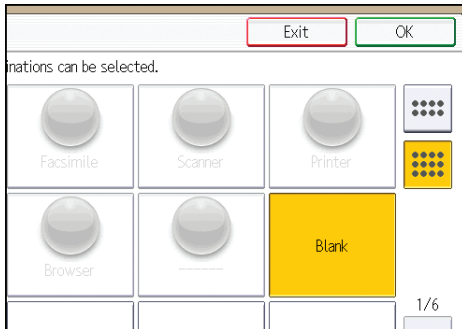 Exit OK
inations can be selected.
Facsimile Scanner Printer
Browser ------- Blank
1/6